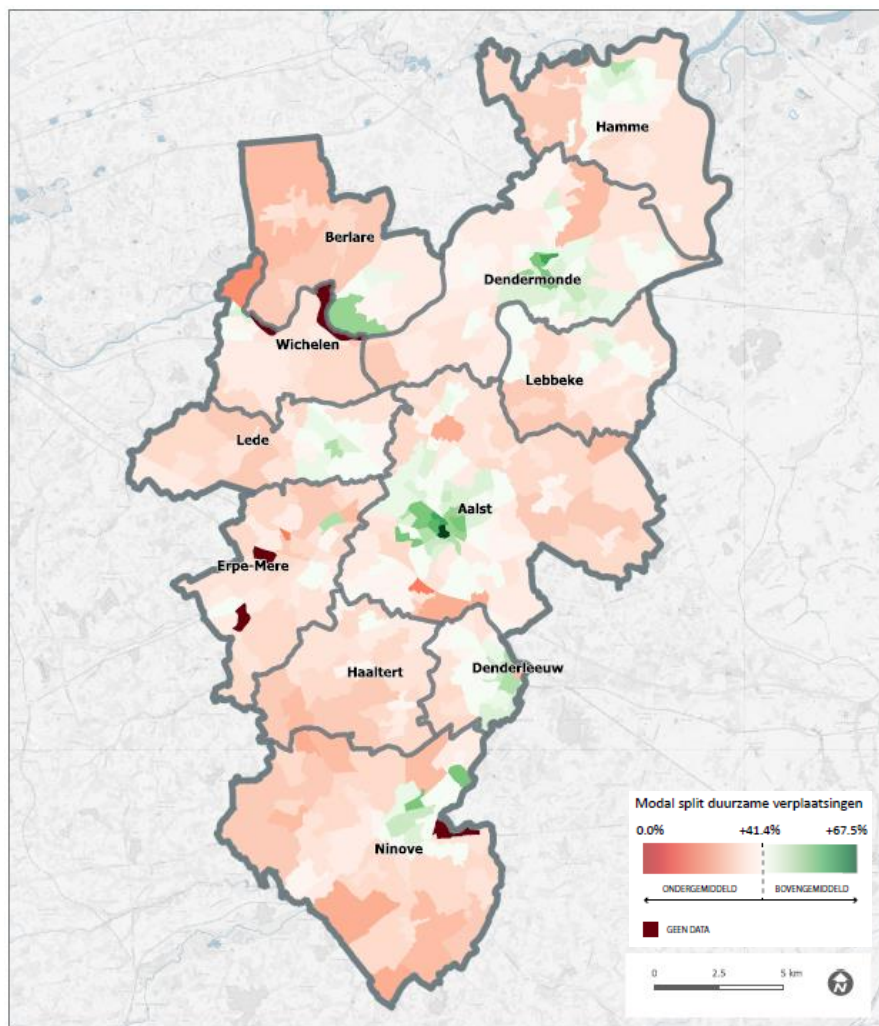 Hamme
Berlare
Dendermonde
Wichelen
Lebbeke
Lede
Aalst
Erpe-Mere
Haaltert
Denderleeuw
Ninove
Modal split duurzame verplaatsingen
0.0% +41.4% +67.5%
ONDERGEMIDDELD BOVENGEMIDDELD
GEEN DATA
0 2.5 5 km
N